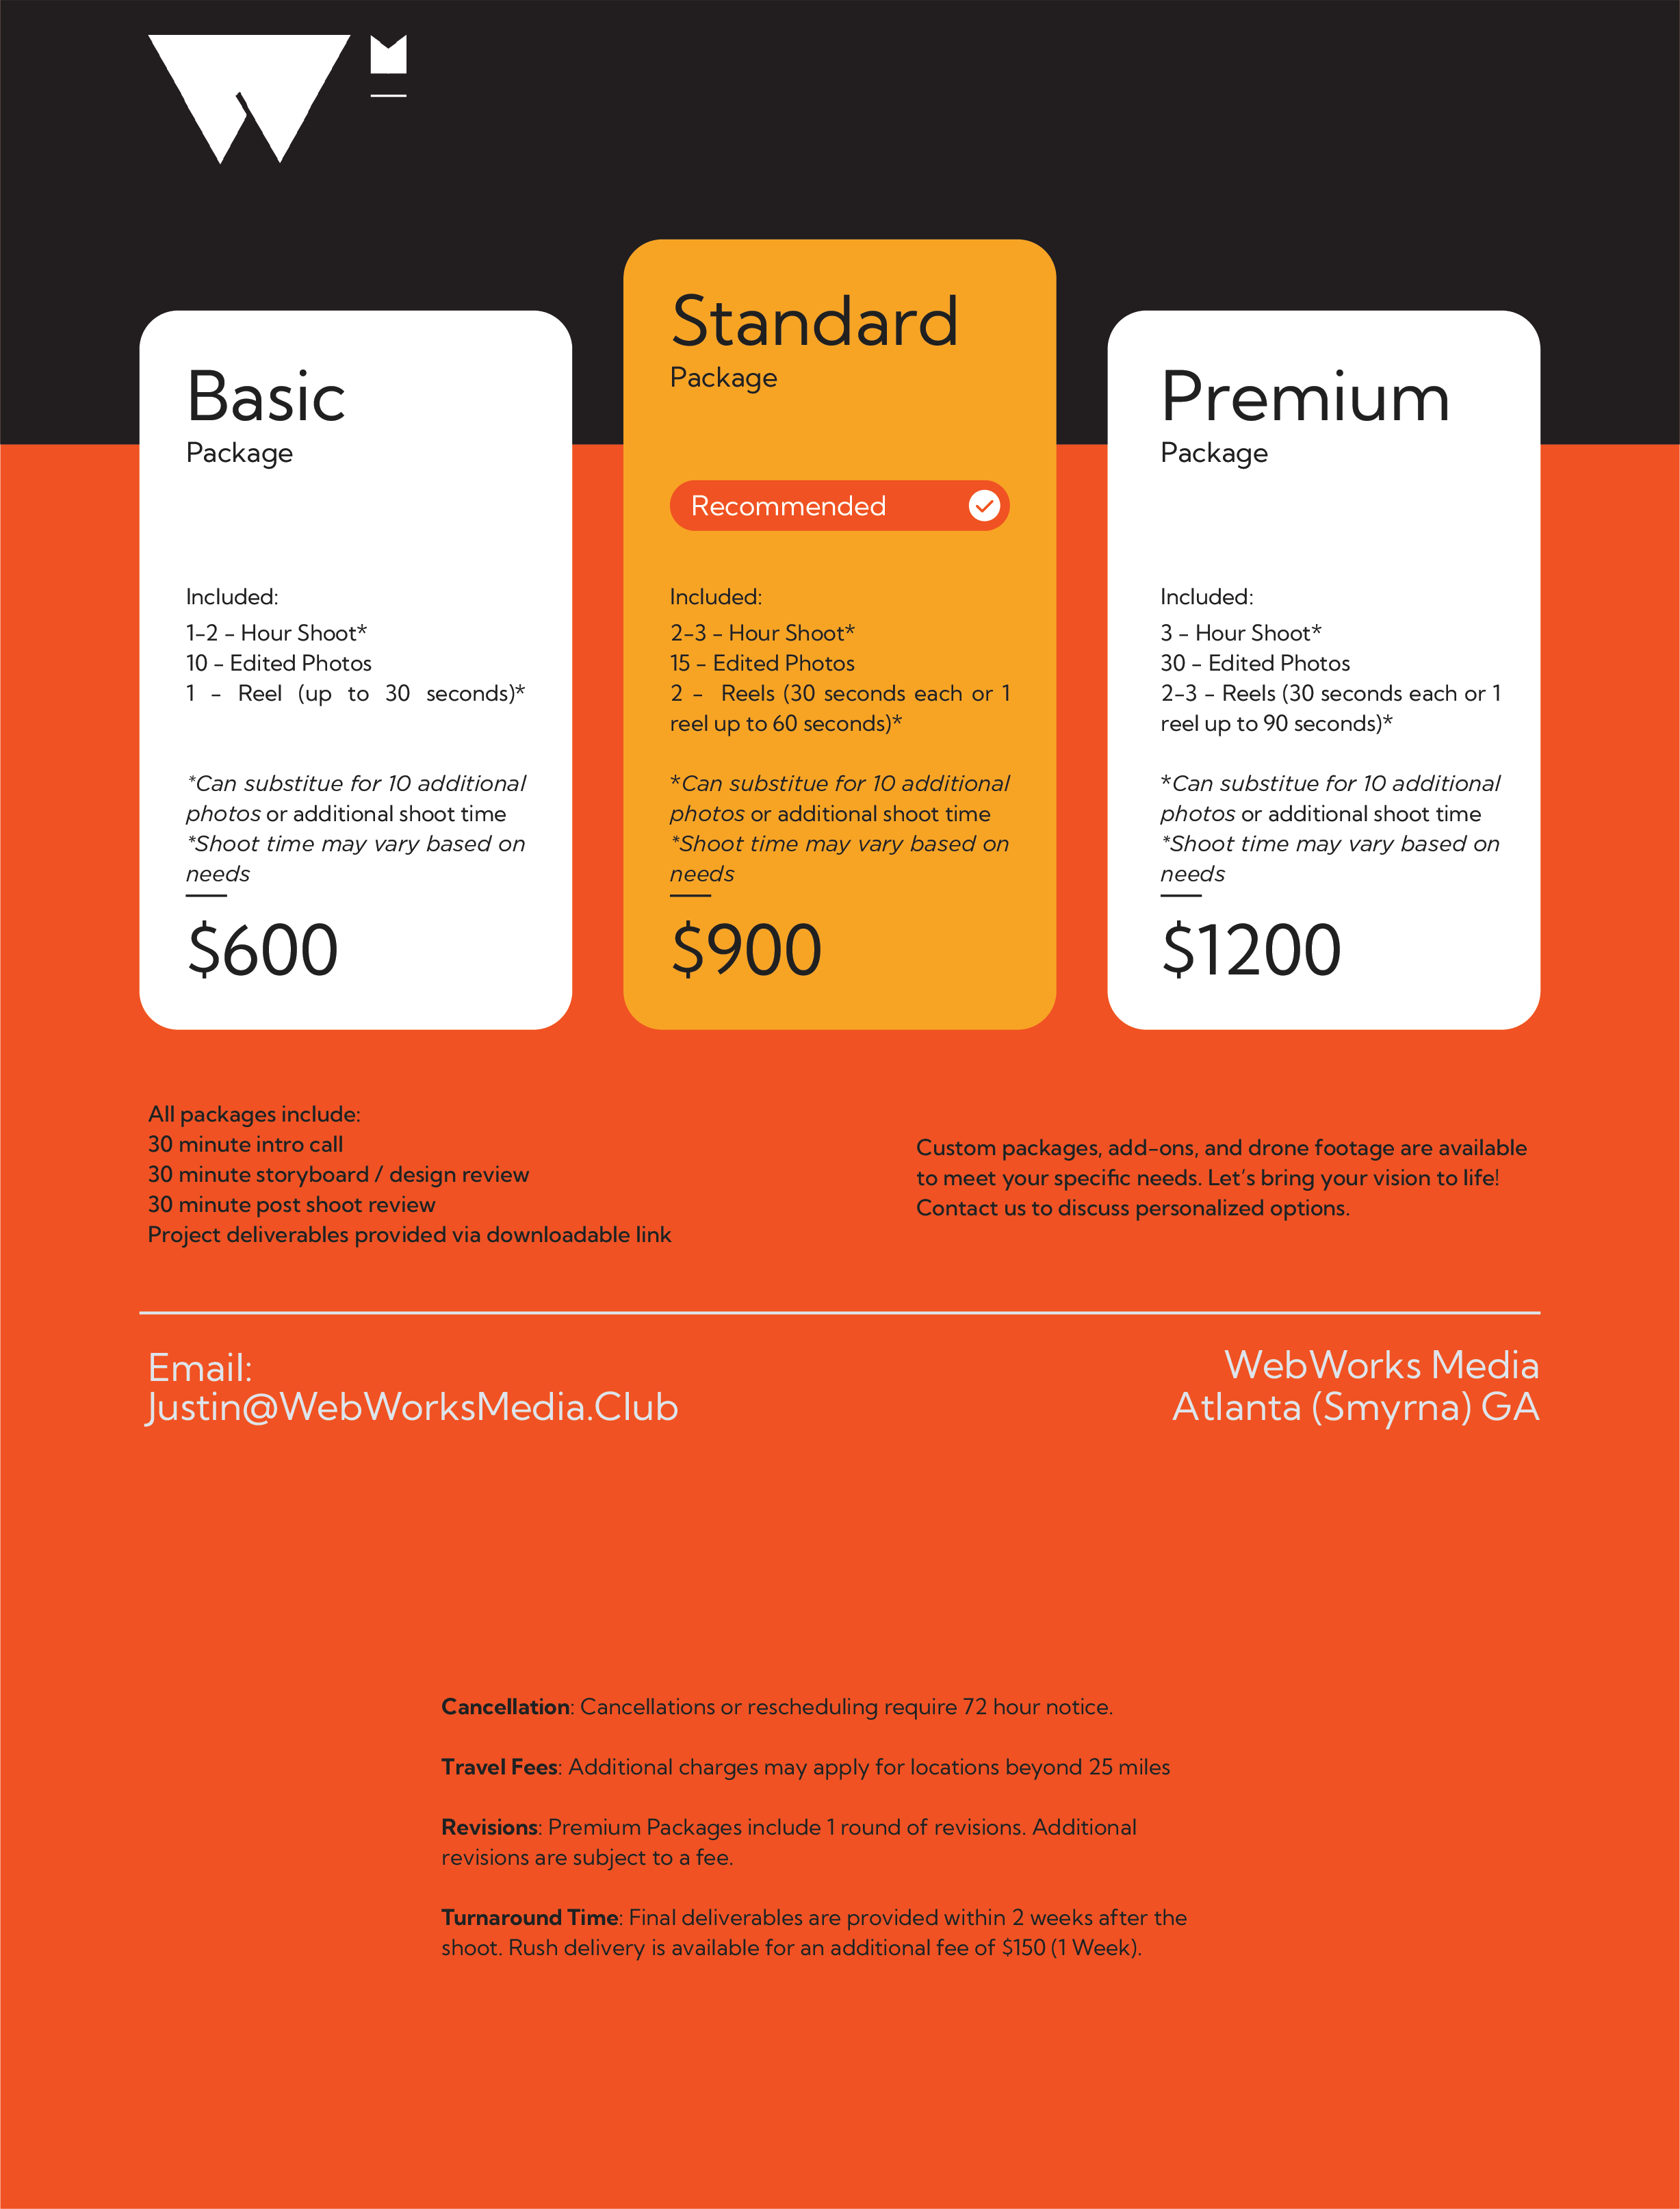 W M
Basic
Package
Included:
1-2 - Hour Shoot*
10 - Edited Photos
1 - Reel (up to 30 seconds)*
*Can substitue for 10 additional
photos or additional shoot time
*Shoot time may vary based on
needs
$600
Standard
Package
Recommended
Included:
2-3 - Hour Shoot*
15 - Edited Photos
2 - Reels (30 seconds each or 1
reel up to 60 seconds)*
*Can substitue for 10 additional
photos or additional shoot time
*Shoot time may vary based on
needs
$900
Premium
Package
Included:
3 - Hour Shoot*
30 - Edited Photos
2-3 - Reels (30 seconds each or 1
reel up to 90 seconds)*
*Can substitue for 10 additional
photos or additional shoot time
*Shoot time may vary based on
needs
$1200
All packages include:
30 minute intro call
30 minute storyboard / design review
30 minute post shoot review
Project deliverables provided via downloadable link
Custom packages, add-ons, and drone footage are available
to meet your specific needs. Let's bring your vision to life!
Contact us to discuss personalized options.
Email:
Justin@WebWorksMedia.Club
WebWorks Media
Atlanta (Smyrna) GA
Cancellation: Cancellations or rescheduling require 72 hour notice.
Travel Fees: Additional charges may apply for locations beyond 25 miles
Revisions: Premium Packages include 1 round of revisions. Additional
revisions are subject to a fee.
Turnaround Time: Final deliverables are provided within 2 weeks after the
shoot. Rush delivery is available for an additional fee of $150 (1 Week).